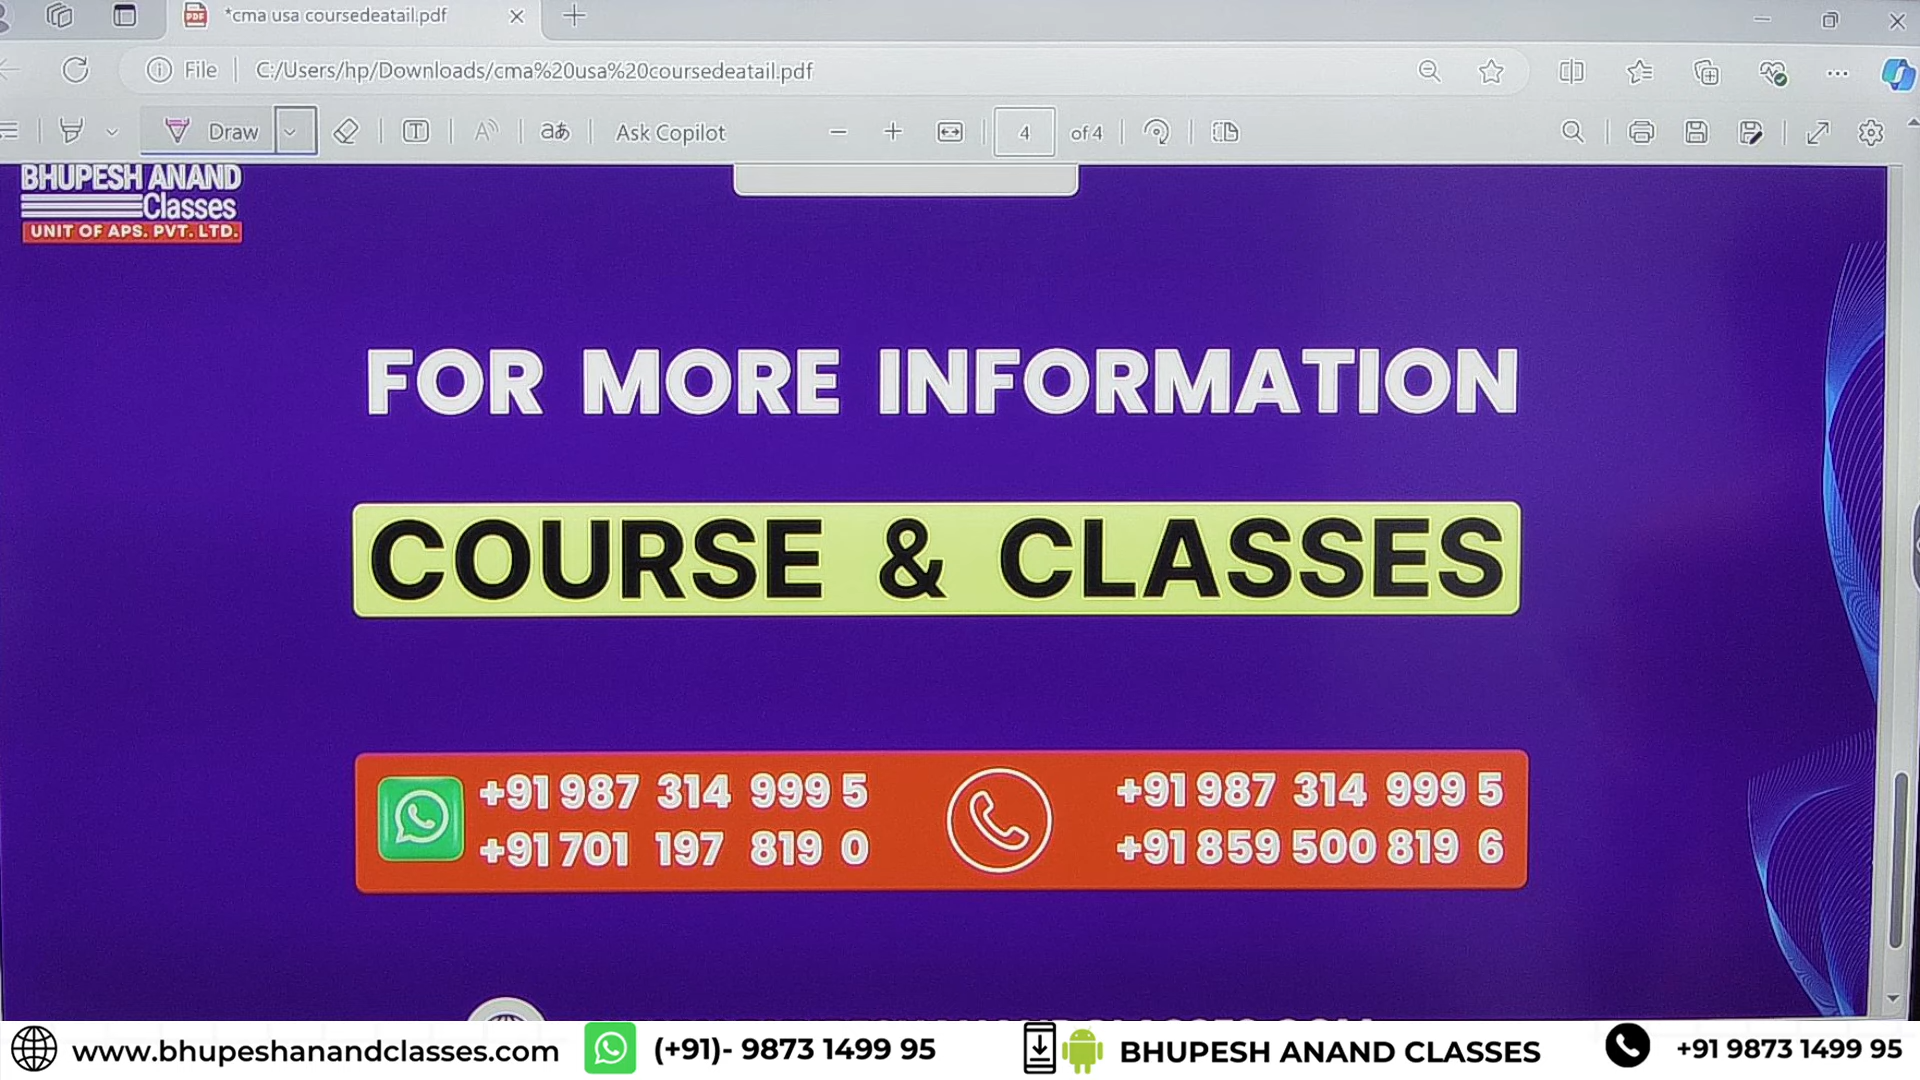 *cma usa coursedeatail.pdf
File
C:/Users/hp/Downloads/cma%20usa%20coursedeatail.pdf
Draw
Ask Copilot
4 of 4
BHUPESH ANAND
Classes
UNIT OF APS. PVT. LTD.
FOR MORE INFORMATION
COURSE & CLASSES
+91 987 314 999 5
+91 701 197 819 0
+91 987 314 999 5
+91 859 500 819 6
www.bhupeshanandclasses.com
(+91)- 9873 1499 95
BHUPESH ANAND CLASSES
+91 9873 1499 95